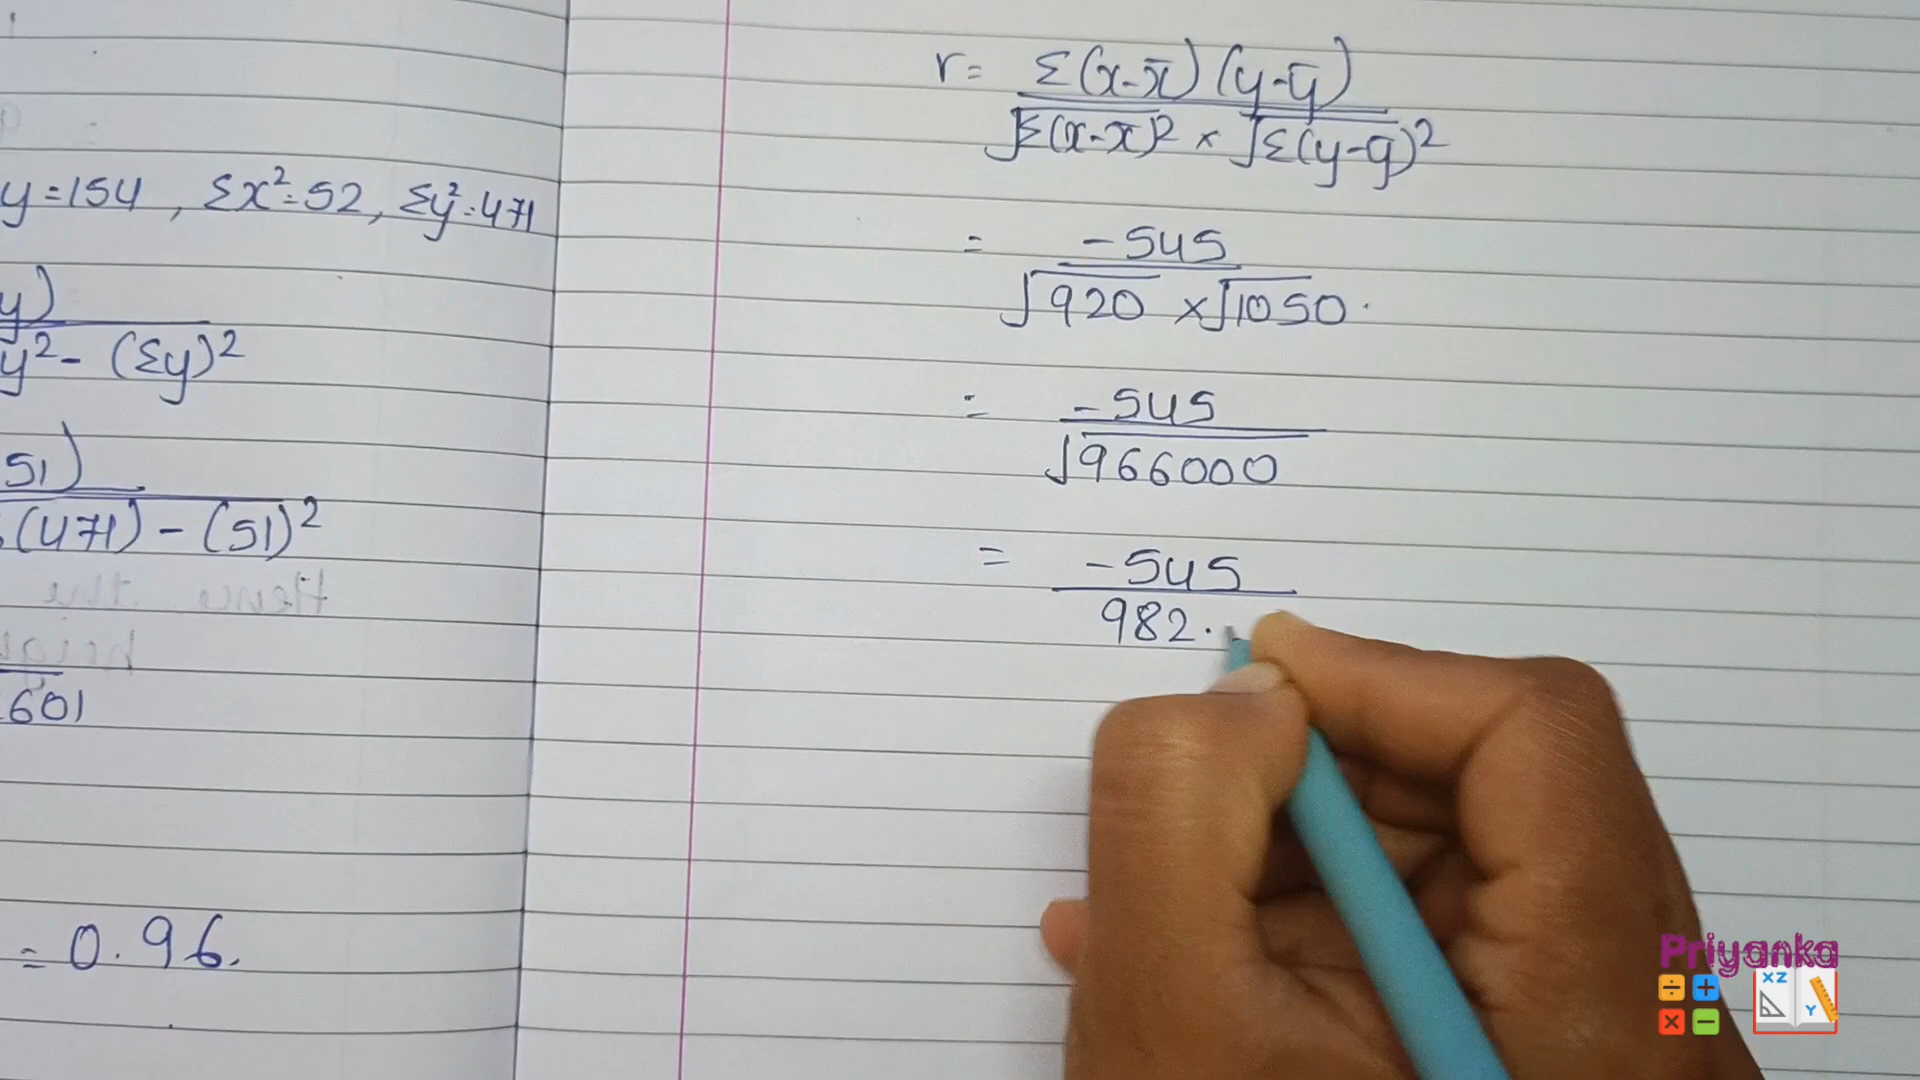 y=154, Σx²=52, Σy²=471
y)
y² - (Σy)²
51)
(471) - (51)²
601
= 0.96.
r = Σ(x-x̄)(y-ȳ)
√Σ(x-x̄)² × √Σ(y-ȳ)²
= -545
√920 × √1050.
= -545
√966000
= -545
982.
Priyanka
XZ
Y